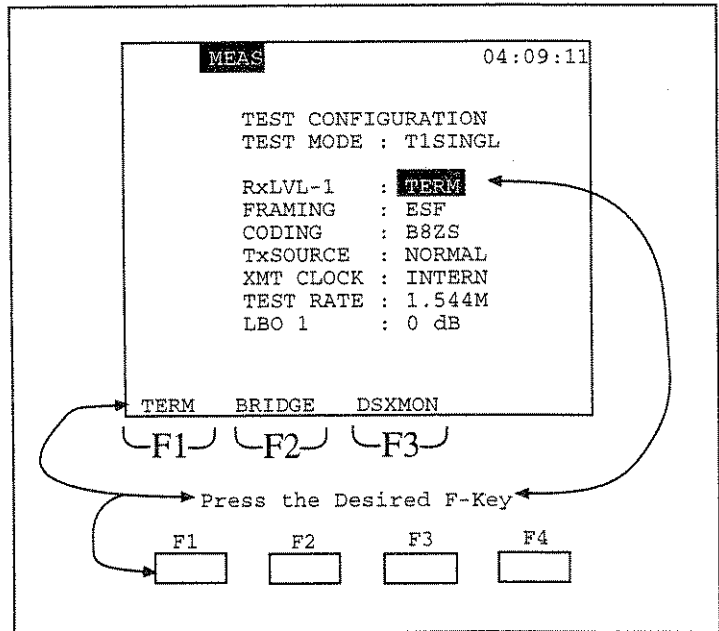 MEAS 04:09:11
TEST CONFIGURATION
TEST MODE : T1SINGL
RxLVL-1 : TERM
FRAMING : ESF
CODING : B8ZS
TxSOURCE : NORMAL
XMT CLOCK : INTERN
TEST RATE : 1.544M
LBO 1 : 0 dB
TERM BRIDGE DSXMON
F1 F2 F3
Press the Desired F-Key
F1 F2 F3 F4